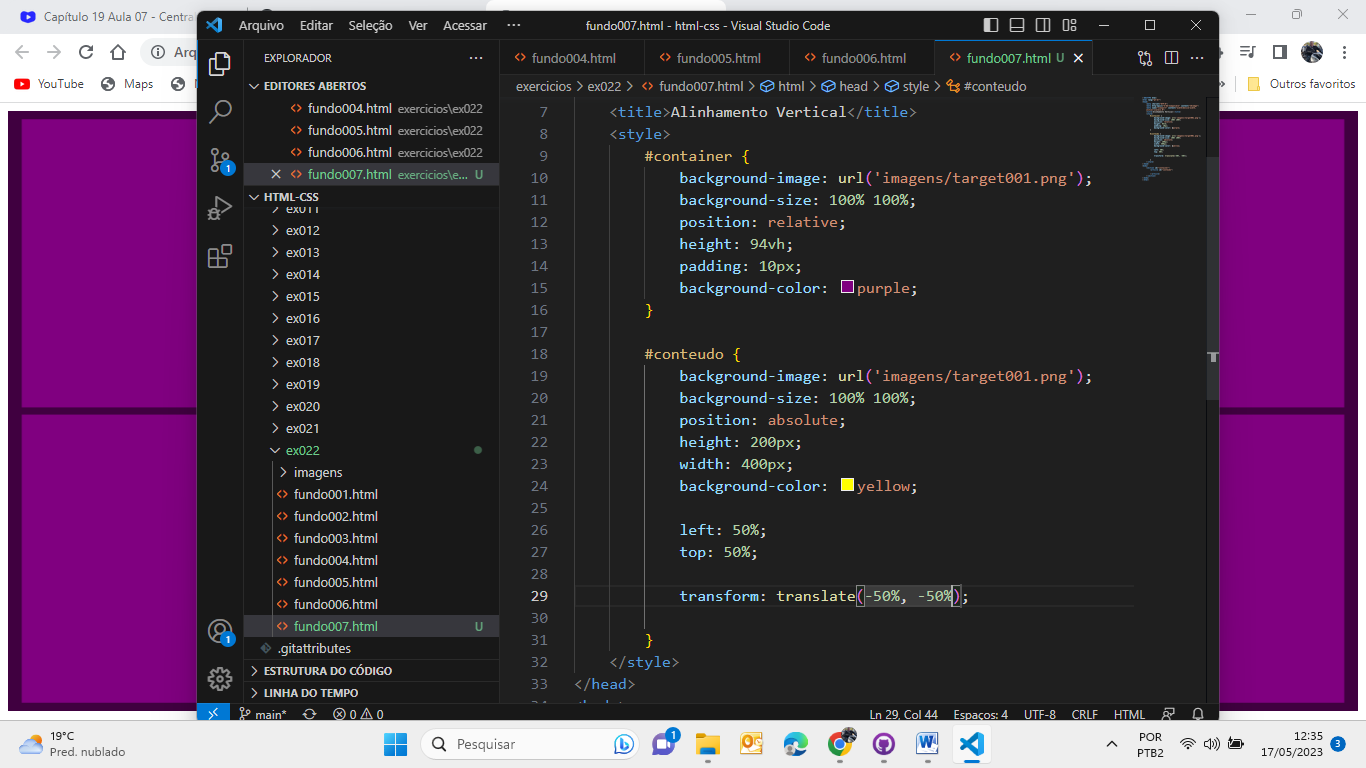 Capítulo 19 Aula 07 - Central
Arq
YouTube
Maps
N
Outros favoritos
Arquivo Editar Seleção Ver Acessar ···
fundo007.html - html-css - Visual Studio Code
EXPLORADOR ···
EDITORES ABERTOS
fundo004.html exercicios\ex022
fundo005.html exercicios\ex022
fundo006.html exercicios\ex022
fundo007.html exercicios\e... U
HTML-CSS
ex011
ex012
ex013
ex014
ex015
ex016
ex017
ex018
ex019
ex020
ex021
ex022
imagens
fundo001.html
fundo002.html
fundo003.html
fundo004.html
fundo005.html
fundo006.html
fundo007.html U
.gitattributes
ESTRUTURA DO CÓDIGO
LINHA DO TEMPO
1
1
fundo004.html fundo005.html fundo006.html fundo007.html U
exercicios > ex022 > fundo007.html > html > head > style > #conteudo
7 <title>Alinhamento Vertical</title>
8 <style>
9 #container {
10 background-image: url('imagens/target001.png');
11 background-size: 100% 100%;
12 position: relative;
13 height: 94vh;
14 padding: 10px;
15 background-color: purple;
16 }
17
18 #conteudo {
19 background-image: url('imagens/target001.png');
20 background-size: 100% 100%;
21 position: absolute;
22 height: 200px;
23 width: 400px;
24 background-color: yellow;
25
26 left: 50%;
27 top: 50%;
28
29 transform: translate(-50%, -50%);
30
31 }
32 </style>
33 </head>
main* 0 0
Ln 29, Col 44 Espaços: 4 UTF-8 CRLF HTML
19°C
Pred. nublado
Pesquisar
1
POR
PTB2
12:35
17/05/2023
3